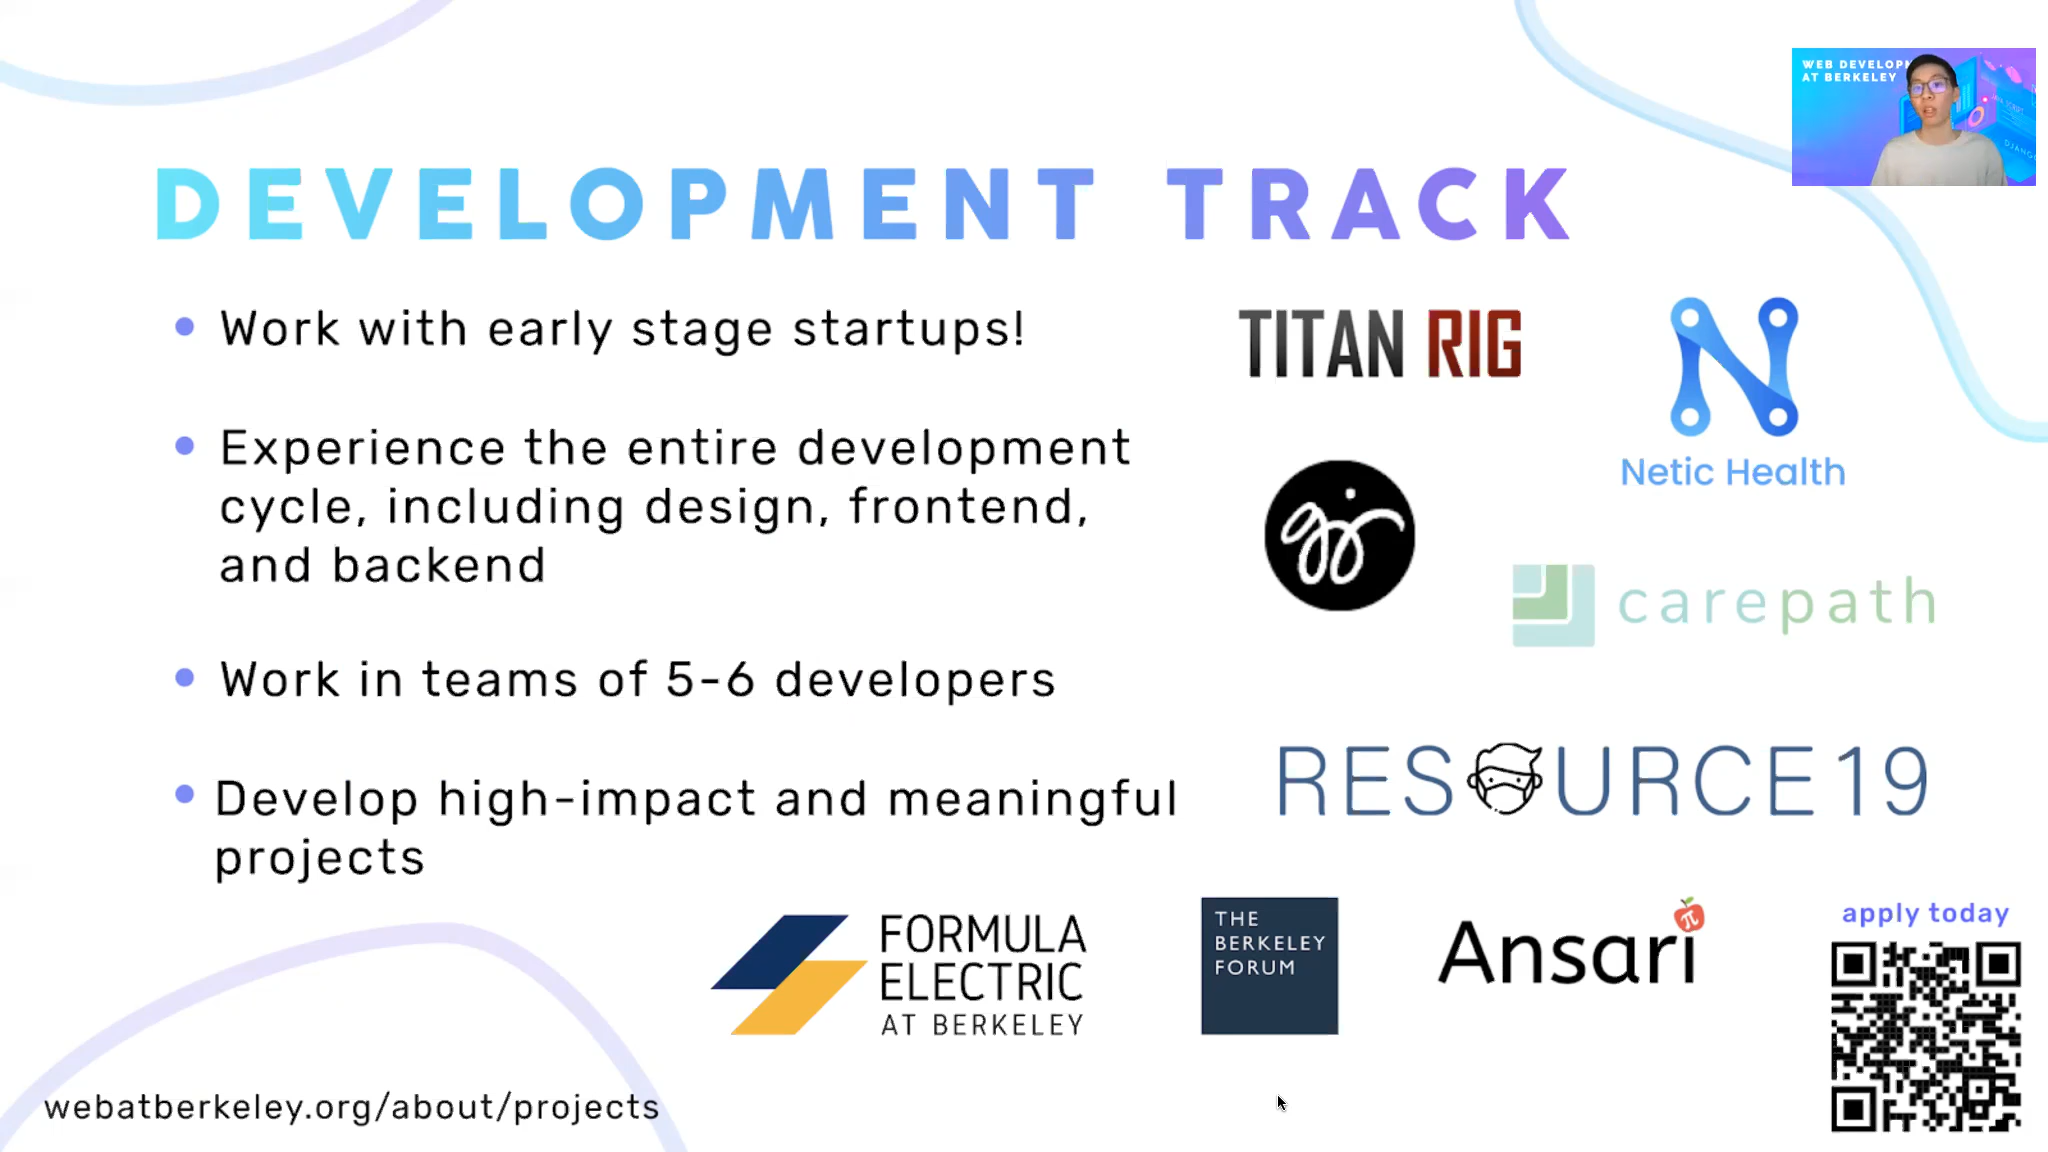 WEB DEVELOPM
AT BERKELEY
DEVELOPMENT TRACK
Work with early stage startups!
Experience the entire development
cycle, including design, frontend,
and backend
Work in teams of 5-6 developers
Develop high-impact and meaningful
projects
TITAN RIG
Netic Health
carepath
RESOURCE19
FORMULA
ELECTRIC
AT BERKELEY
THE
BERKELEY
FORUM
Ansari
π
apply today
webatberkeley.org/about/projects